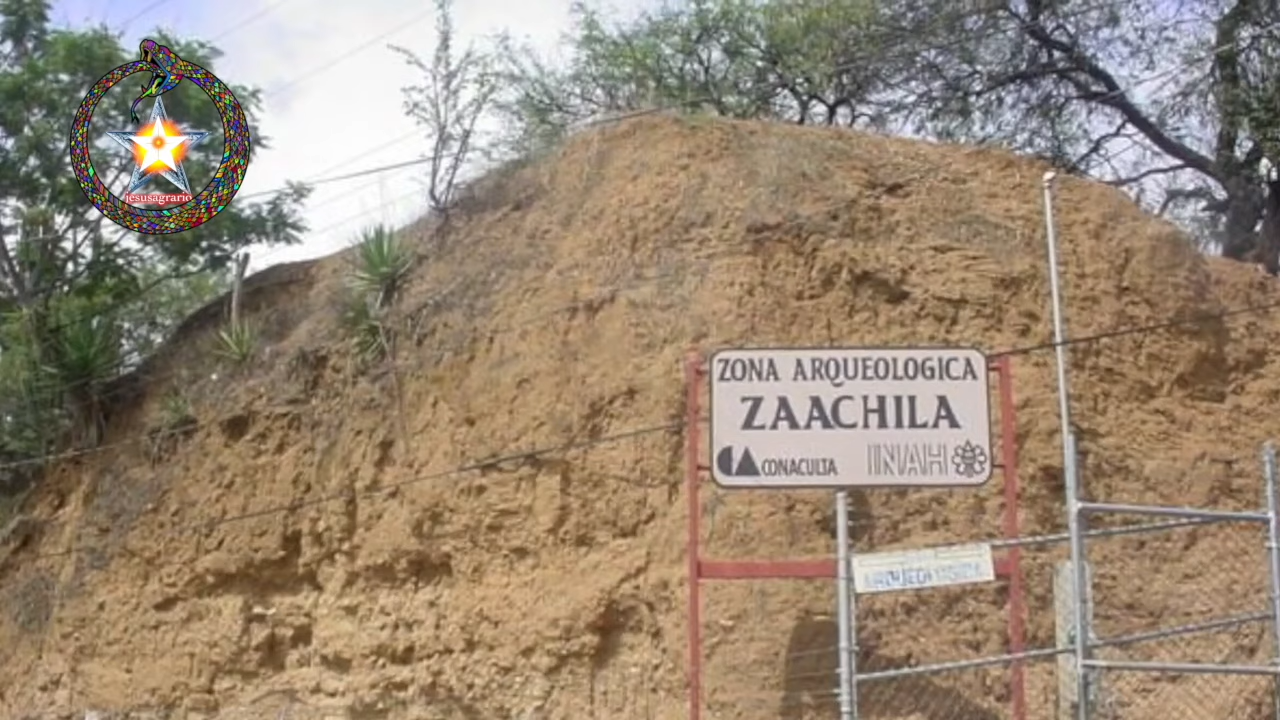 jesusagrario
ZONA ARQUEOLOGICA
ZAACHILA
CONACULTA INAH